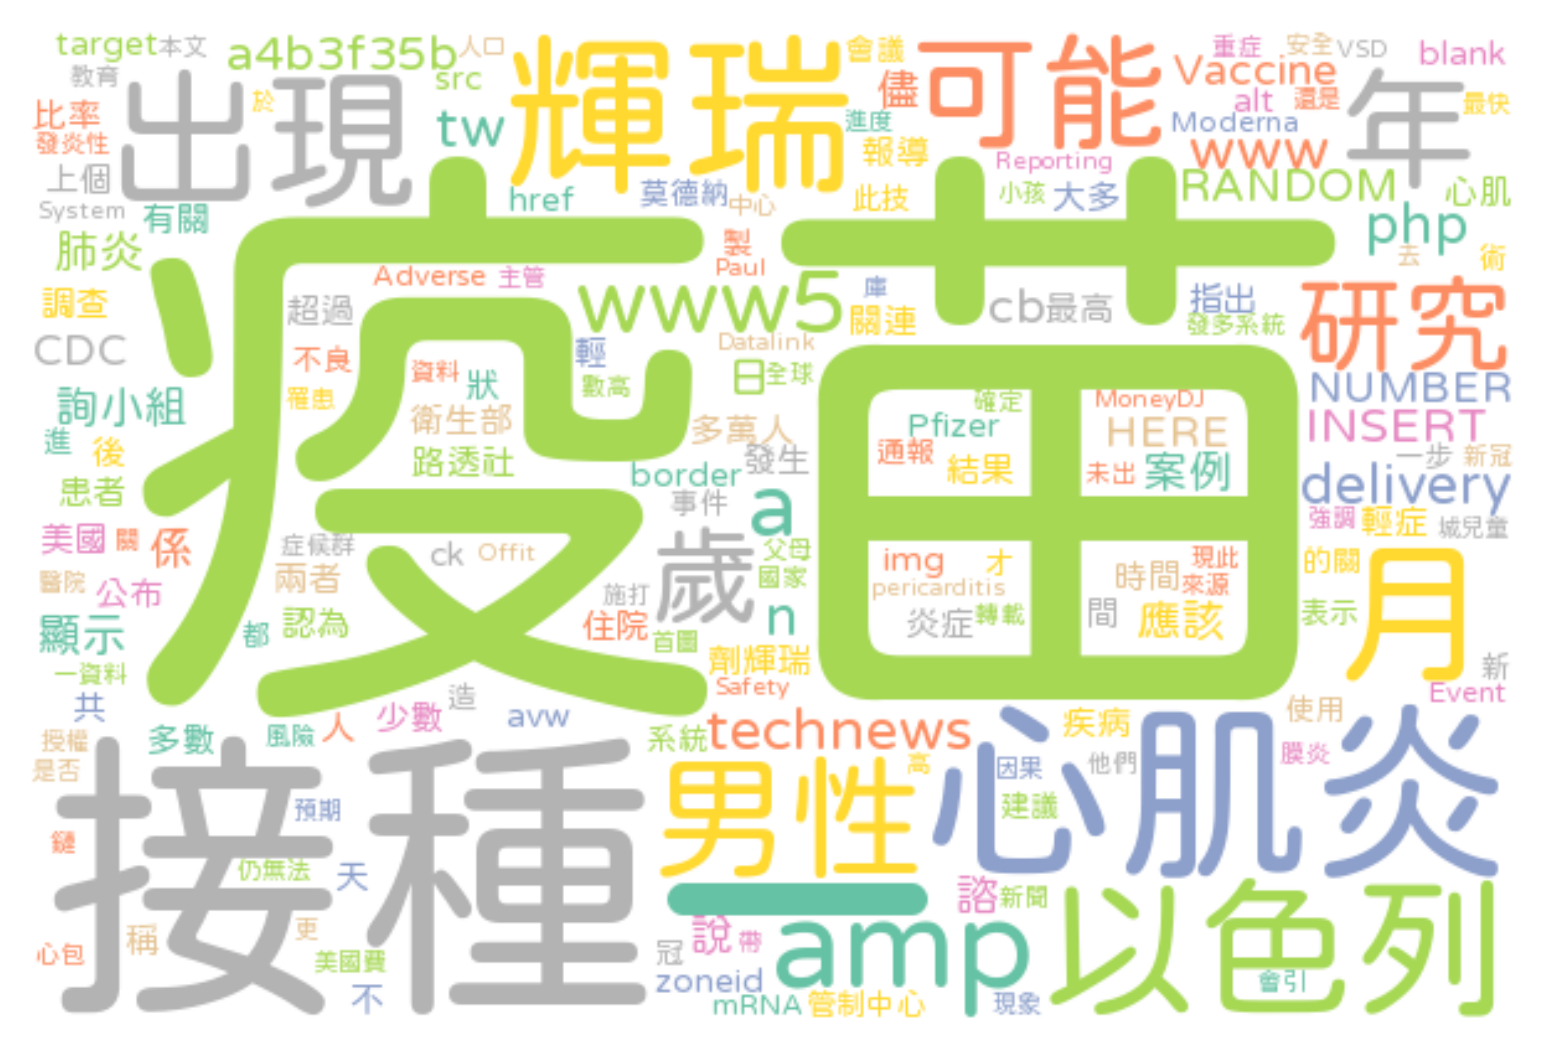 target 本文 a4b3f35b 人口 輝瑞 會議 可能 重症 安全 VSD blank
教育 出現 於 src 儘 Vaccine 年
比率 tw 進度 alt 還是 最快
發炎性 報導 Moderna www
上個 href 莫德納 中心 此技 Reporting 小孩 大多 RANDOM 心肌
System 有關 php
肺炎 疫苗 製 去 術
Adverse 主管 Paul
調查 超過 www5 庫 關連 cb 最高 指出 發多系統 研究
CDC 不良 輕 Datalink
罹患 資料 狀 數高 日 全球 確定 MoneyDJ NUMBER
詢小組 衛生部 多萬人 Pfizer HERE INSERT
進 後 路透社 border 發生 通報 結果 未出 案例 一步 新冠
患者 事件 a delivery
美國 關 係 症候群 ck Offit 歲 父母 強調 輕症 城兒童
醫院 公布 兩者 國家 img 才 時間 現此 的關 月
顯示 都 認為 施打 住院 n 首圖 pericarditis 炎症 轉載 間 來源 應該 表示
一資料 劑輝瑞 新
共 造 Safety Event
授權 多數 風險 人 少數 avw 系統 technews 心肌炎 疾病 使用
是否 接種 男性 高 因果 他們 膜炎
預期 建議
鏈 仍無法 天 一 諮 新聞 以色列
心包 稱 更 美國費 說 帶 amp
不 冠 zoneid 會引
mRNA 管制中心 現象